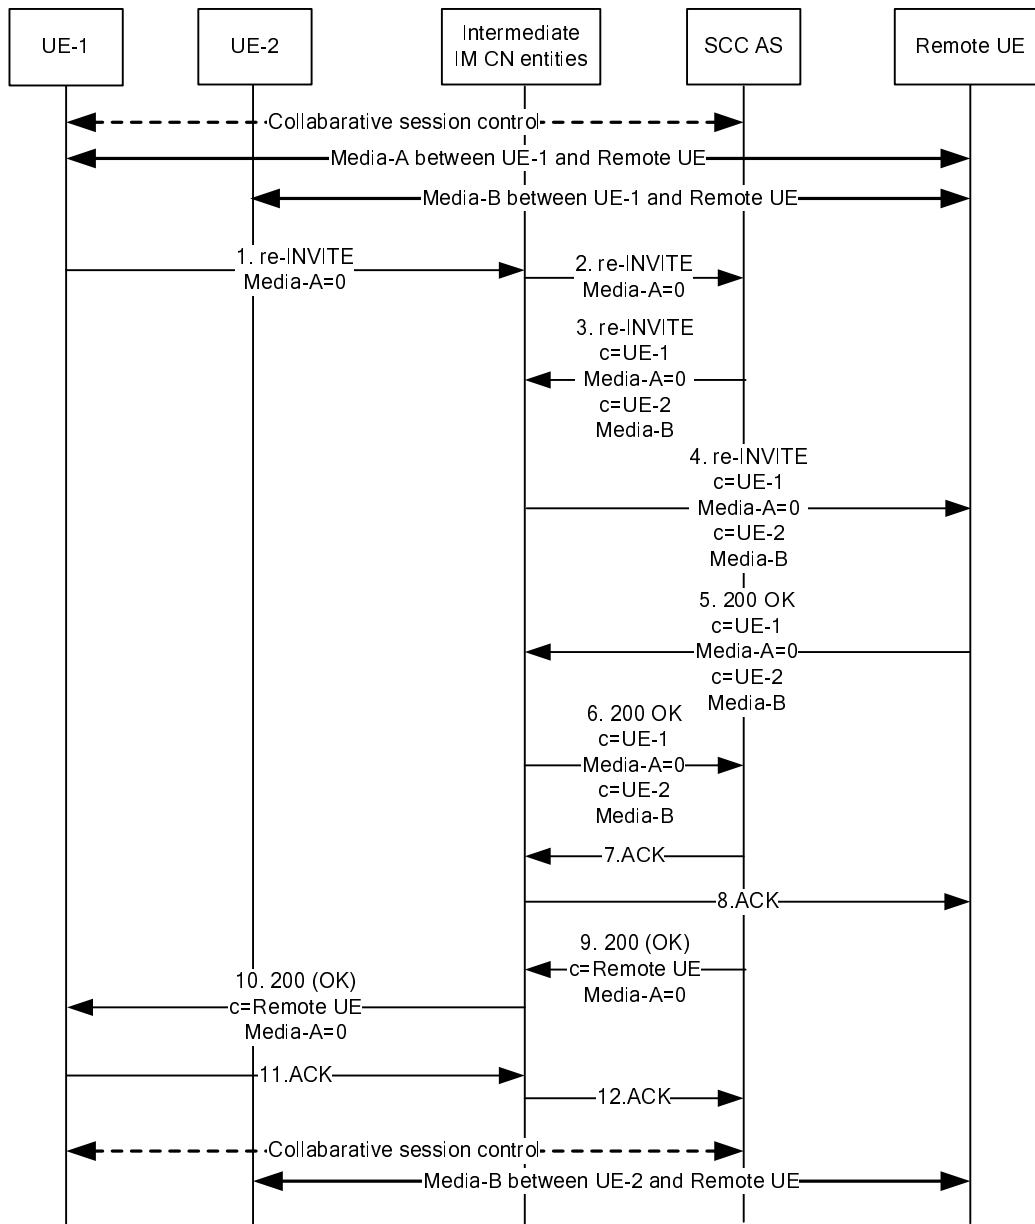 UE-1
UE-2
Intermediate
IM CN entities
SCC AS
Remote UE
Collabarative session control
Media-A between UE-1 and Remote UE
Media-B between UE-1 and Remote UE
1. re-INVITE
Media-A=0
2. re-INVITE
Media-A=0
3. re-INVITE
c=UE-1
Media-A=0
c=UE-2
Media-B
4. re-INVITE
c=UE-1
Media-A=0
c=UE-2
Media-B
5. 200 OK
c=UE-1
Media-A=0
c=UE-2
Media-B
6. 200 OK
c=UE-1
Media-A=0
c=UE-2
Media-B
7.ACK
8.ACK
9. 200 (OK)
c=Remote UE
Media-A=0
10. 200 (OK)
c=Remote UE
Media-A=0
11.ACK
12.ACK
Collabarative session control
Media-B between UE-2 and Remote UE